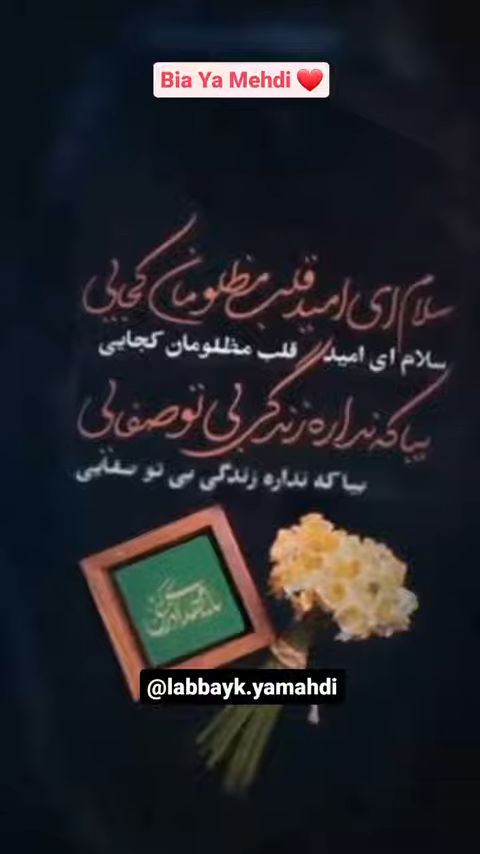 Bia Ya Mehdi ❤️
سلام ای امید قلب مظلومان کجایی
سلام ای امید قلب مظلومان کجایی
بیا که نداره زندگی بی تو صفایی
بیا که نداره زندگی بی تو صفایی
@labbayk.yamahdi